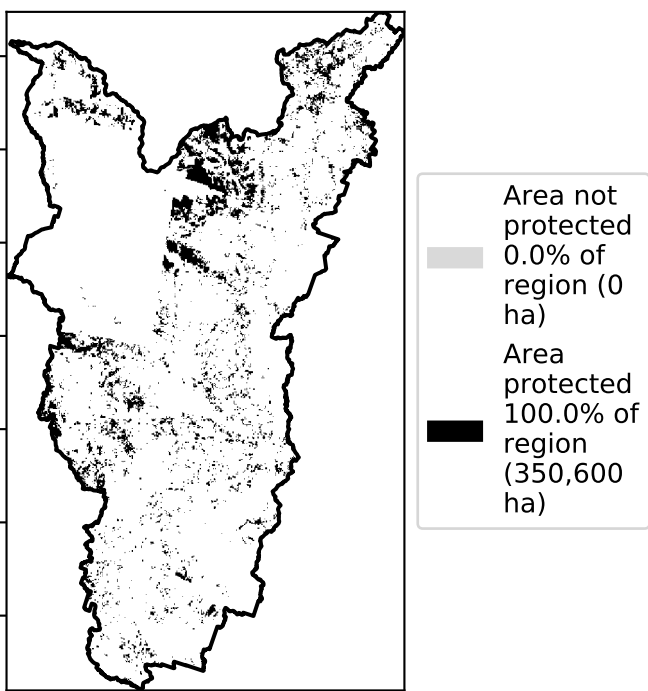 Area not
protected
0.0% of
region (0
ha)
Area
protected
100.0% of
region
(350,600
ha)